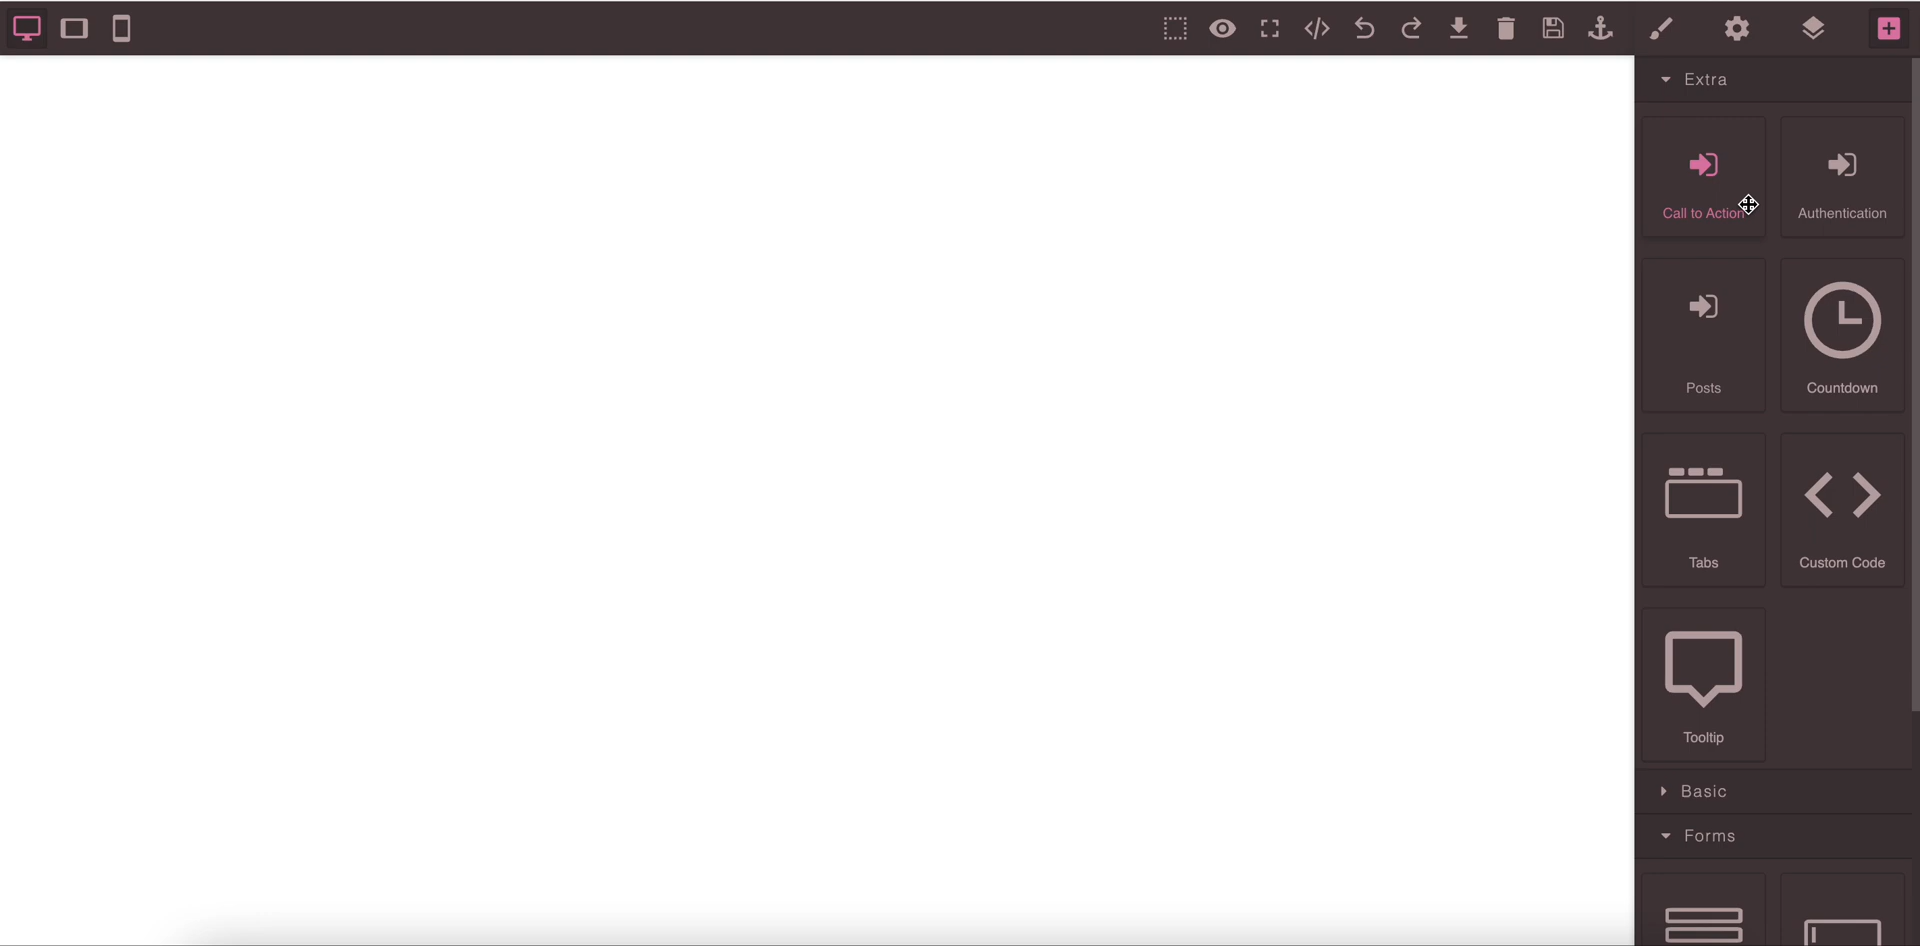 Extra
Call to Action
Authentication
Posts
Countdown
Tabs
Custom Code
Tooltip
Basic
Forms